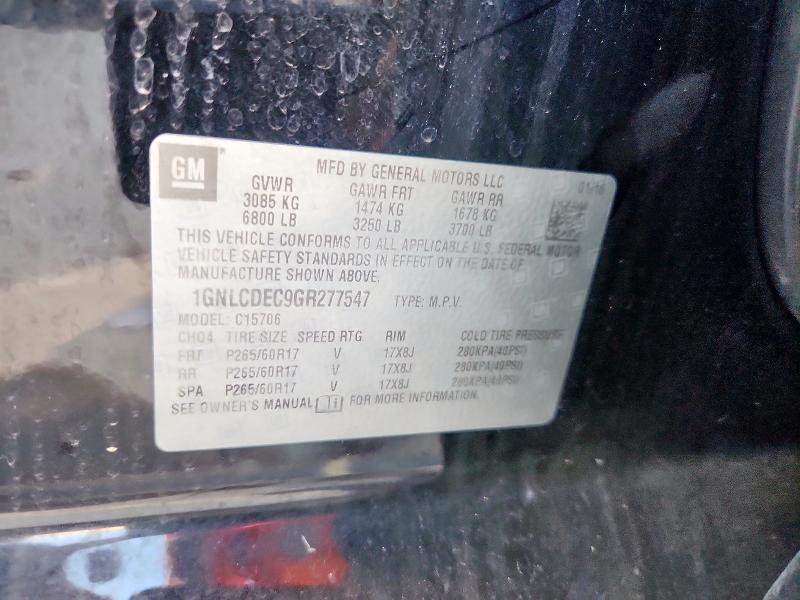 GM
MFD BY GENERAL MOTORS LLC
01/16
GVWR GAWR FRT GAWR RR
3085 KG 1474 KG 1678 KG
6800 LB 3250 LB 3700 LB
THIS VEHICLE CONFORMS TO ALL APPLICABLE U.S. FEDERAL MOTOR
VEHICLE SAFETY STANDARDS IN EFFECT ON THE DATE OF
MANUFACTURE SHOWN ABOVE.
1GNLCDEC9GR277547 TYPE: M.P.V.
MODEL: C15706
CH04 TIRE SIZE SPEED RTG RIM COLD TIRE PRESSURE
FRT P265/60R17 V 17X8J 280KPA(40PSI)
RR P265/60R17 V 17X8J 280KPA(40PSI)
SPA P265/60R17 V 17X8J 280KPA(40PSI)
SEE OWNER'S MANUAL i FOR MORE INFORMATION.